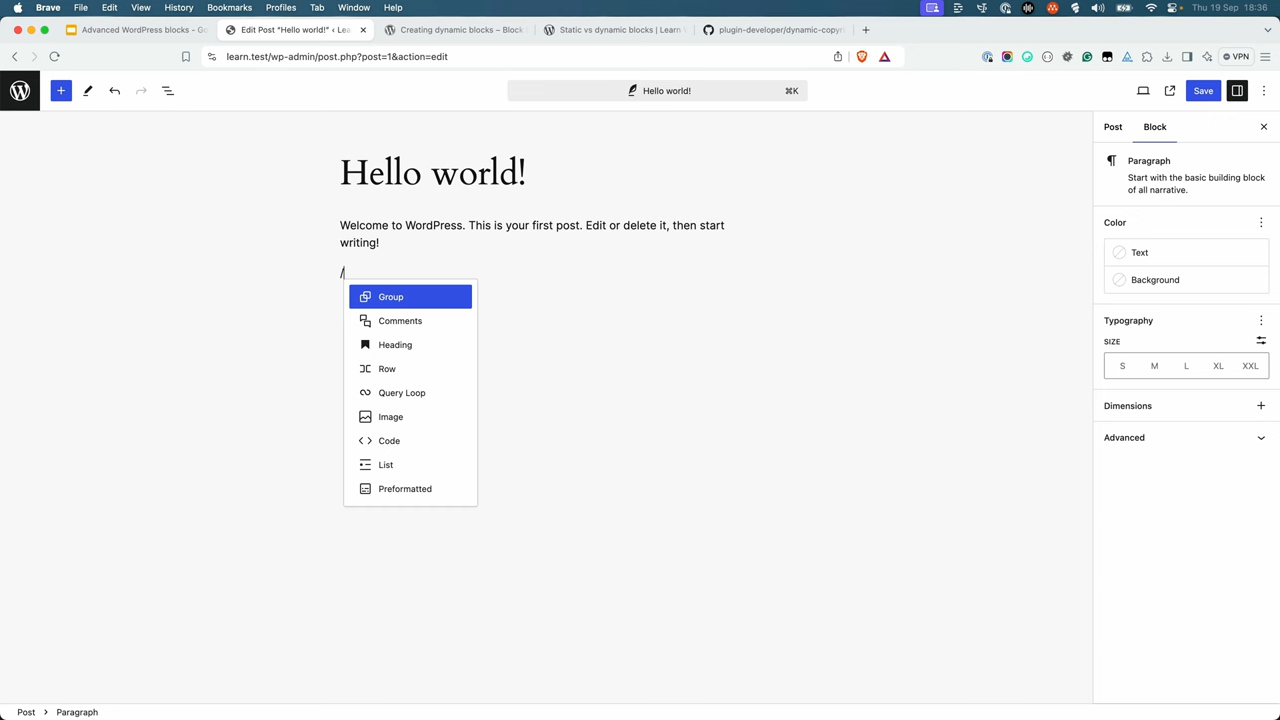 Brave File Edit View History Bookmarks Profiles Tab Window Help Thu 19 Sep 18:36
Advanced WordPress blocks - Go
Edit Post “Hello world!” ‹ Lea
Creating dynamic blocks – Block
Static vs dynamic blocks | Learn
plugin-developer/dynamic-copyr
learn.test/wp-admin/post.php?post=1&action=edit
VPN
Hello world! ⌘K
Save
Post Block
Hello world!
Welcome to WordPress. This is your first post. Edit or delete it, then start
writing!
/
Group
Comments
Heading
Row
Query Loop
Image
Code
List
Preformatted
Paragraph
Start with the basic building block
of all narrative.
Color
Text
Background
Typography
SIZE
S M L XL XXL
Dimensions
Advanced
Post > Paragraph